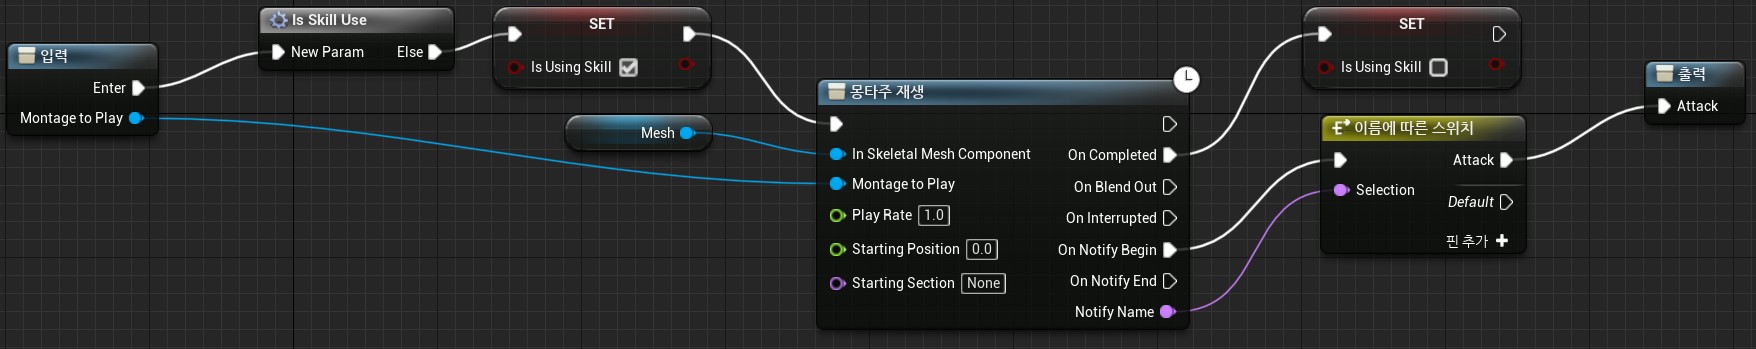 입력
Enter
Montage to Play
Is Skill Use
New Param
Else
SET
Is Using Skill
Mesh
몽타주 재생
In Skeletal Mesh Component
Montage to Play
Play Rate 1.0
Starting Position 0.0
Starting Section None
On Completed
On Blend Out
On Interrupted
On Notify Begin
On Notify End
Notify Name
SET
Is Using Skill
이름에 따른 스위치
Attack
Selection
Default
핀 추가
출력
Attack